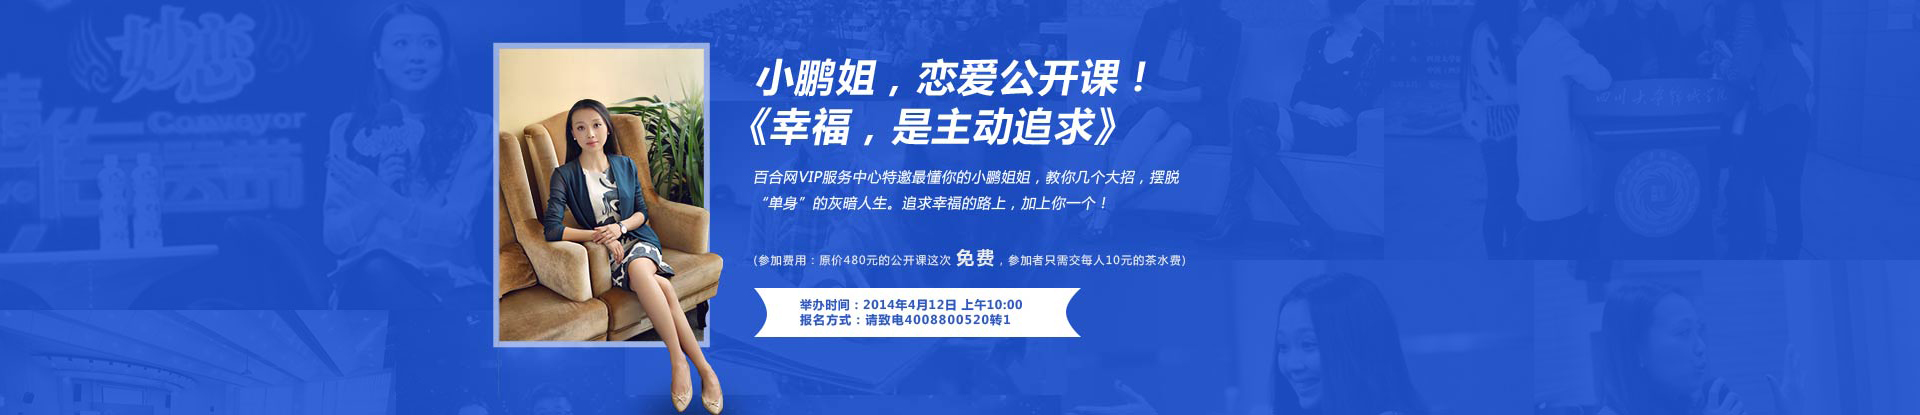 小鹏姐，恋爱公开课！
《幸福，是主动追求》
百合网VIP服务中心特邀最懂你的小鹏姐姐，教你几个大招，摆脱
“单身”的灰暗人生。追求幸福的路上，加上你一个！
(参加费用：原价480元的公开课这次 免费，参加者只需交每人10元的茶水费)
举办时间：2014年4月12日 上午10:00
报名方式：请致电4008800520转1
妙恋
Conveyor